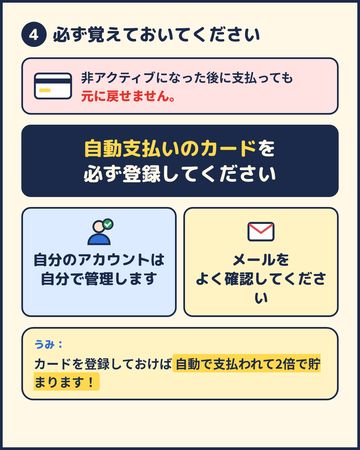 4 必ず覚えておいてください
非アクティブになった後に支払っても
元に戻せません。
自動支払いのカードを
必ず登録してください
自分のアカウントは
自分で管理します
メールを
よく確認してくださ
い
うみ：
カードを登録しておけば自動で支払われて2倍で貯
まります！